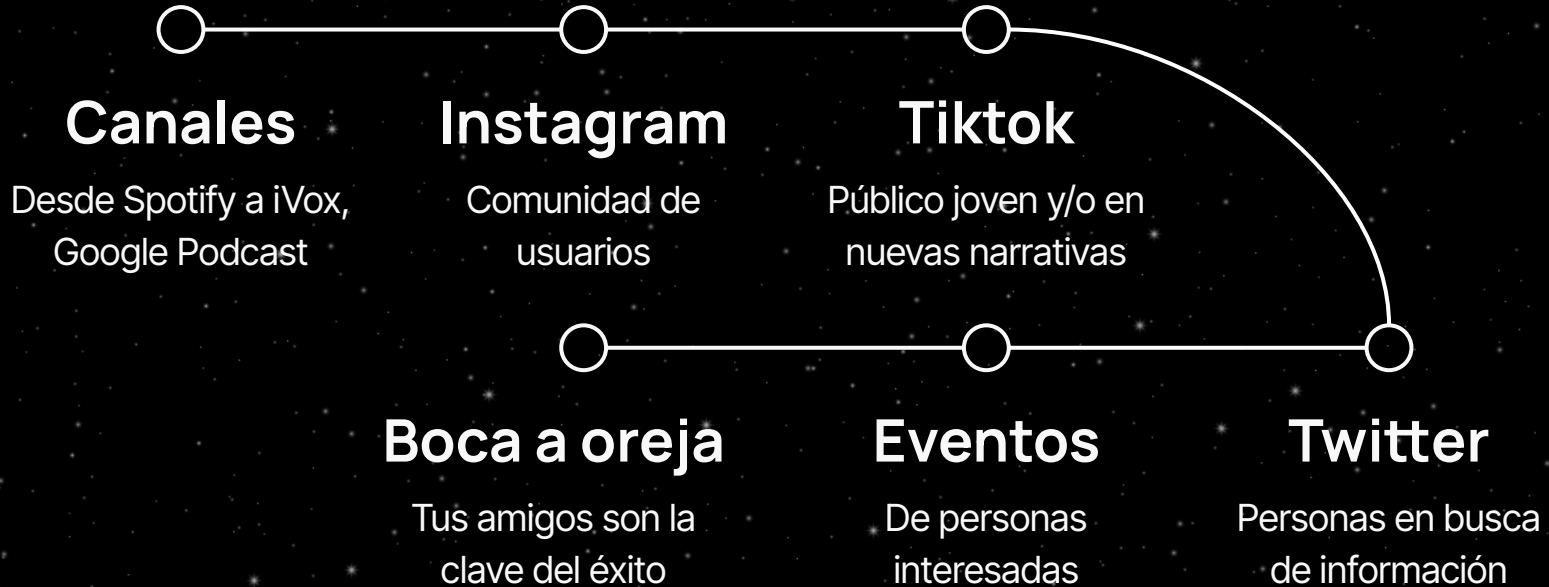 Canales
Desde Spotify a iVox,
Google Podcast
Instagram
Comunidad de
usuarios
Tiktok
Público joven y/o en
nuevas narrativas
Boca a oreja
Tus amigos son la
clave del éxito
Eventos
De personas
interesadas
Twitter
Personas en busca
de información